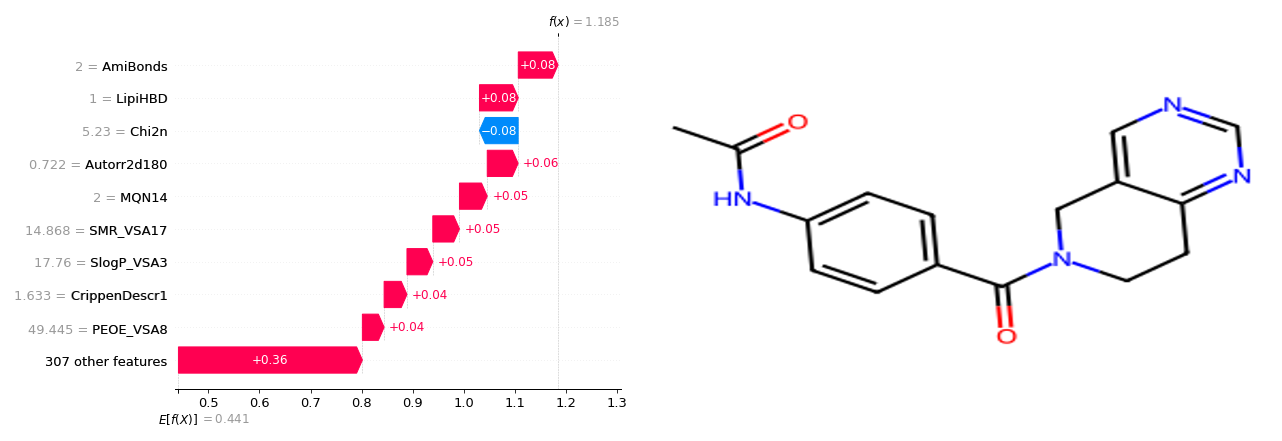 f(x) = 1.185
2 = AmiBonds +0.08
1 = LipiHBD +0.08
5.23 = Chi2n −0.08
0.722 = Autorr2d180 +0.06
2 = MQN14 +0.05
14.868 = SMR_VSA17 +0.05
17.76 = SlogP_VSA3 +0.05
1.633 = CrippenDescr1 +0.04
49.445 = PEOE_VSA8 +0.04
307 other features +0.36
0.5 0.6 0.7 0.8 0.9 1.0 1.1 1.2 1.3
E[f(X)] = 0.441
N
O
N
HN
N
O